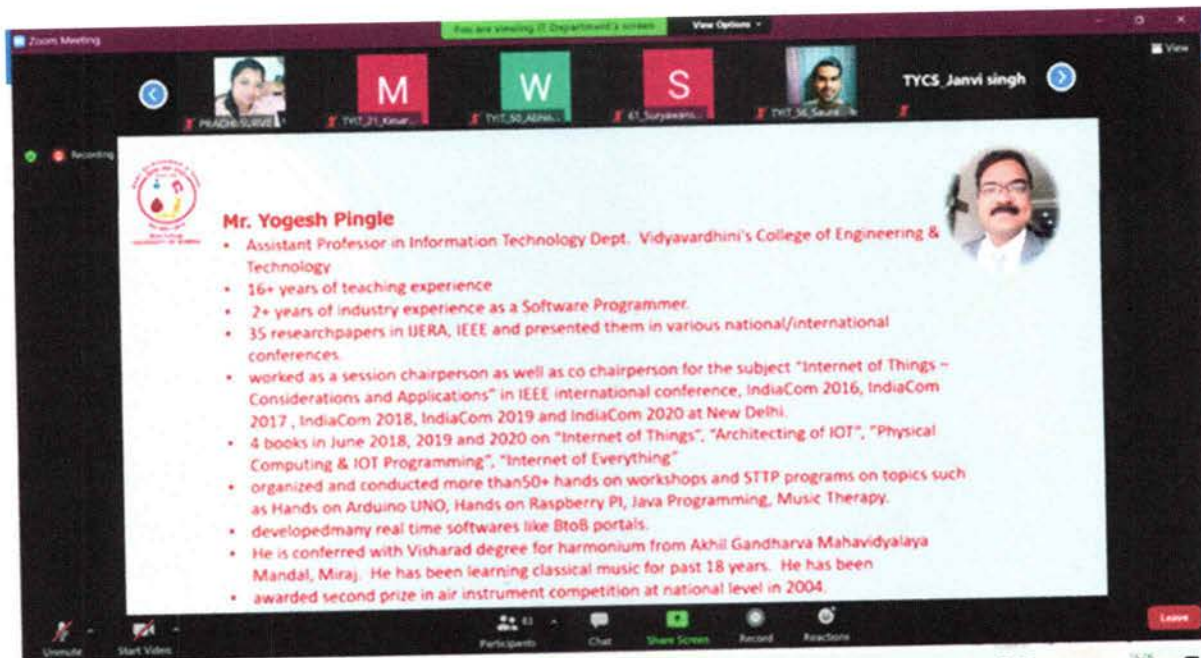 Zoom Meeting
You are viewing IT Department's screen
View Options
View
PRADHI SURVE
M
TYIT_21_Kesar...
W
TYIT_50_Abha...
S
61_Suryawans...
TYIT_56_Saura...
TYCS_Janvi singh
Recording
Mr. Yogesh Pingle
• Assistant Professor in Information Technology Dept.  Vidyavardhini's College of Engineering &
Technology
• 16+ years of teaching experience
• 2+ years of industry experience as a Software Programmer.
• 35 researchpapers in IJERA, IEEE and presented them in various national/international
conferences.
• worked as a session chairperson as well as co chairperson for the subject "Internet of Things –
Considerations and Applications" in IEEE international conference, IndiaCom 2016, IndiaCom
2017 , IndiaCom 2018, IndiaCom 2019 and IndiaCom 2020 at New Delhi.
• 4 books in June 2018, 2019 and 2020 on "Internet of Things", "Architecting of IOT", "Physical
Computing & IOT Programming", "Internet of Everything"
• organized and conducted more than50+ hands on workshops and STTP programs on topics such
as Hands on Arduino UNO, Hands on Raspberry PI, Java Programming, Music Therapy.
• developedmany real time softwares like BtoB portals.
• He is conferred with Visharad degree for harmonium from Akhil Gandharva Mahavidyalaya
Mandal, Miraj.  He has been learning classical music for past 18 years.  He has been
• awarded second prize in air instrument competition at national level in 2004.
Unmute
Start Video
Participants
Chat
Share Screen
Record
Reactions
Leave